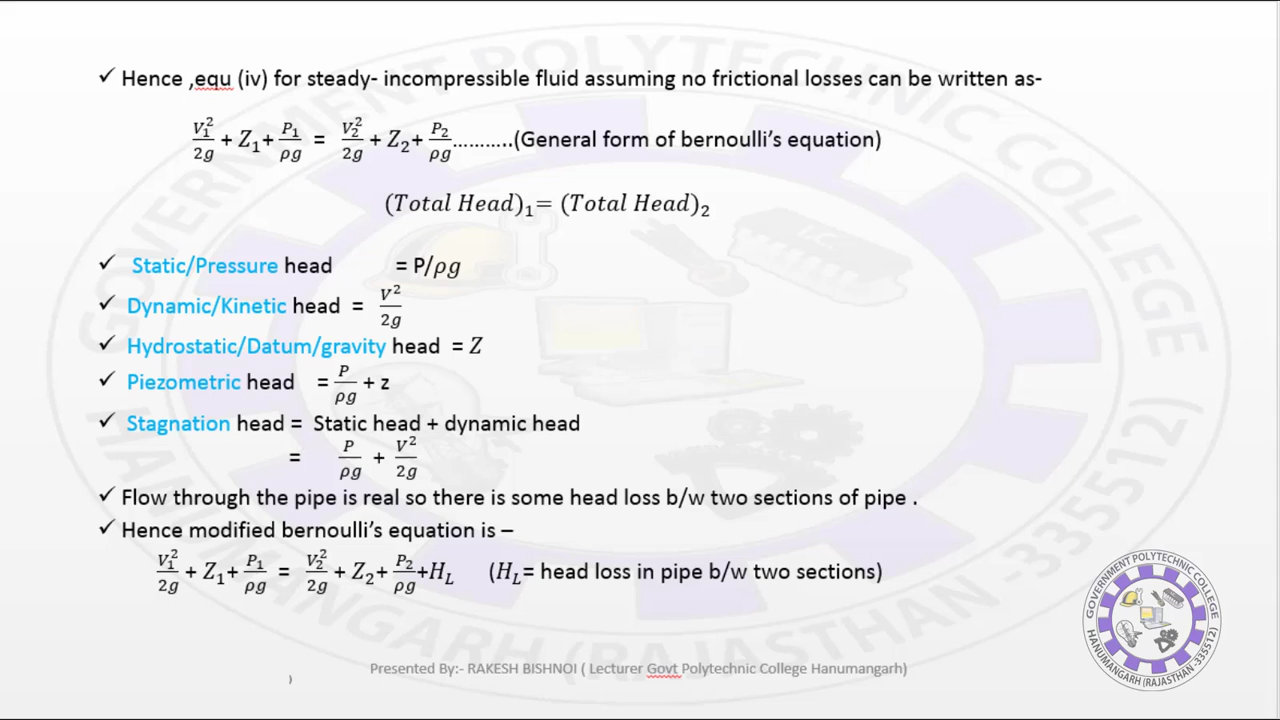 ✓ Hence ,equ (iv) for steady- incompressible fluid assuming no frictional losses can be written as-
V₁²/2g + Z₁+ P₁/ρg = V₂²/2g + Z₂+ P₂/ρg ...........(General form of bernoulli’s equation)
(Total Head)₁= (Total Head)₂
✓ Static/Pressure head = P/ρg
✓ Dynamic/Kinetic head = V²/2g
✓ Hydrostatic/Datum/gravity head = Z
✓ Piezometric head = P/ρg + z
✓ Stagnation head = Static head + dynamic head
= P/ρg + V²/2g
✓ Flow through the pipe is real so there is some head loss b/w two sections of pipe .
✓ Hence modified bernoulli’s equation is –
V₁²/2g + Z₁+ P₁/ρg = V₂²/2g + Z₂+ P₂/ρg +H_L (H_L= head loss in pipe b/w two sections)
GOVERNMENT POLYTECHNIC COLLEGE
HANUMANGARH (RAJASTHAN -335512)
Presented By:- RAKESH BISHNOI ( Lecturer Govt Polytechnic College Hanumangarh)
)
GOVERNMENT POLYTECHNIC COLLEGE
HANUMANGARH (RAJASTHAN -335512)